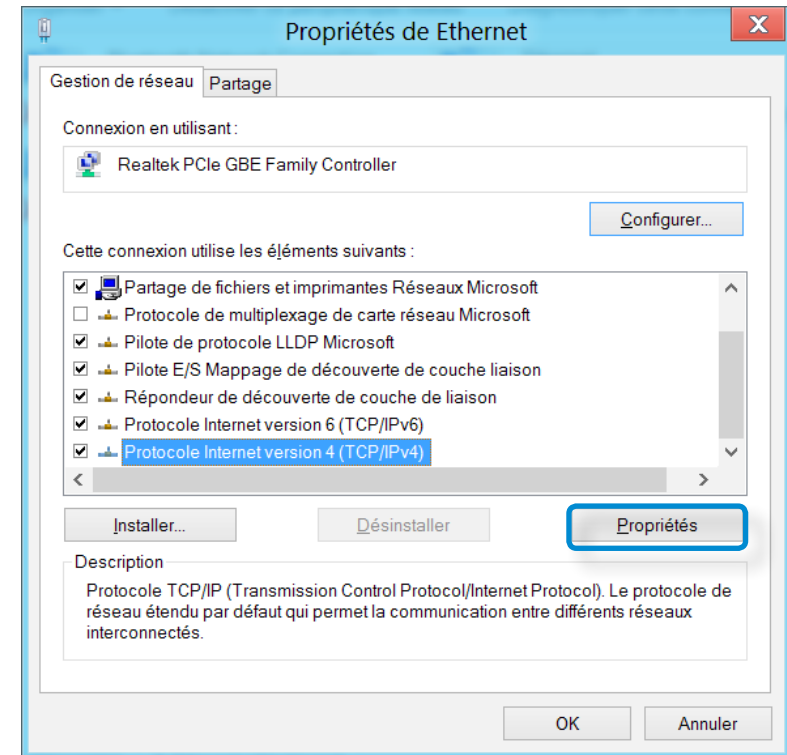 Propriétés de Ethernet
X
Gestion de réseau Partage
Connexion en utilisant :
Realtek PCIe GBE Family Controller
Configurer...
Cette connexion utilise les éléments suivants :
Partage de fichiers et imprimantes Réseaux Microsoft
Protocole de multiplexage de carte réseau Microsoft
Pilote de protocole LLDP Microsoft
Pilote E/S Mappage de découverte de couche liaison
Répondeur de découverte de couche de liaison
Protocole Internet version 6 (TCP/IPv6)
Protocole Internet version 4 (TCP/IPv4)
Installer... Désinstaller Propriétés
Description
Protocole TCP/IP (Transmission Control Protocol/Internet Protocol). Le protocole de
réseau étendu par défaut qui permet la communication entre différents réseaux
interconnectés.
OK Annuler